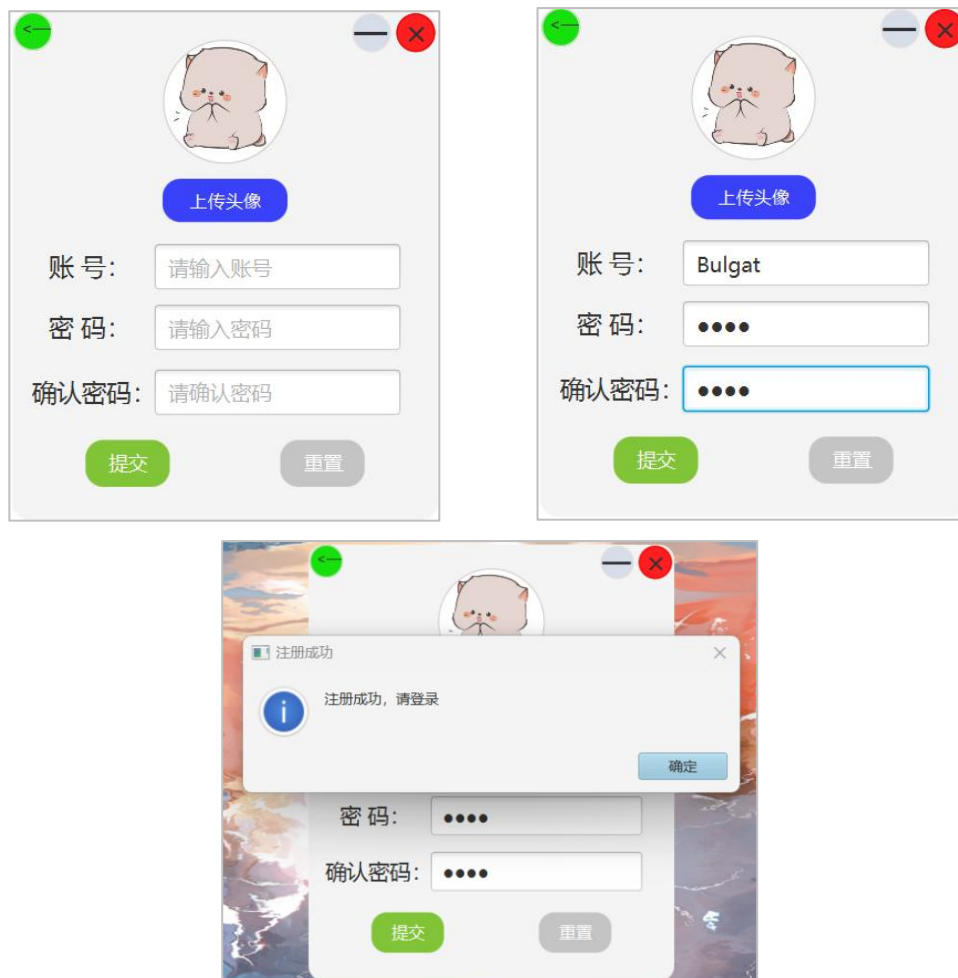 <—
— ×
上传头像
账 号： 请输入账号
密 码： 请输入密码
确认密码： 请确认密码
提交 重置
<—
— ×
上传头像
账 号： Bulgat
密 码： ●●●●
确认密码： ●●●●
提交 重置
<—
— ×
注册成功 ×
i 注册成功，请登录
确定
密 码： ●●●●
确认密码： ●●●●
提交 重置